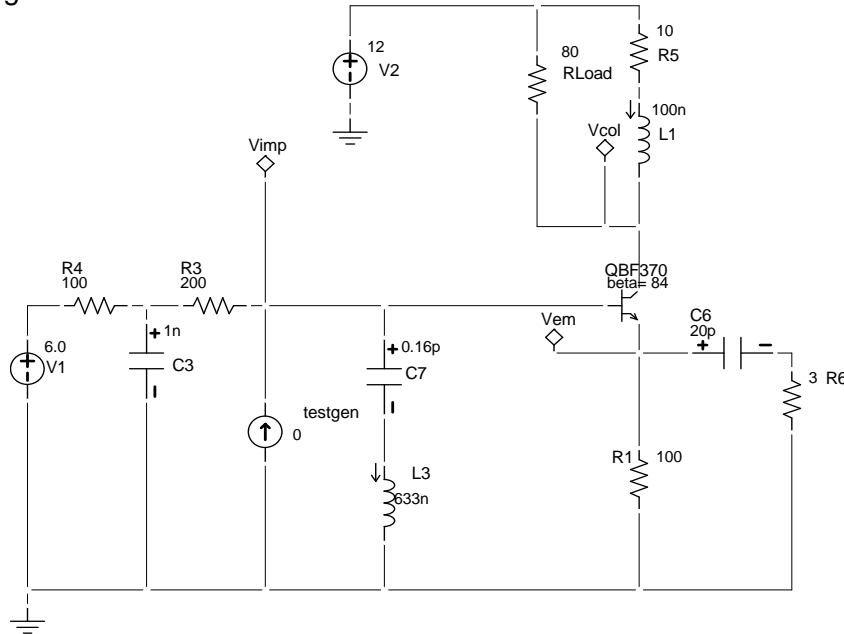 10
R5
12
V2
80
RLoad
100n
L1
Vcol
Vimp
R4
100
R3
200
QBF370
beta= 84
C6
20p
Vem
6.0
V1
1n
C3
0.16p
C7
3 R6
testgen
0
L3
633n
R1 100